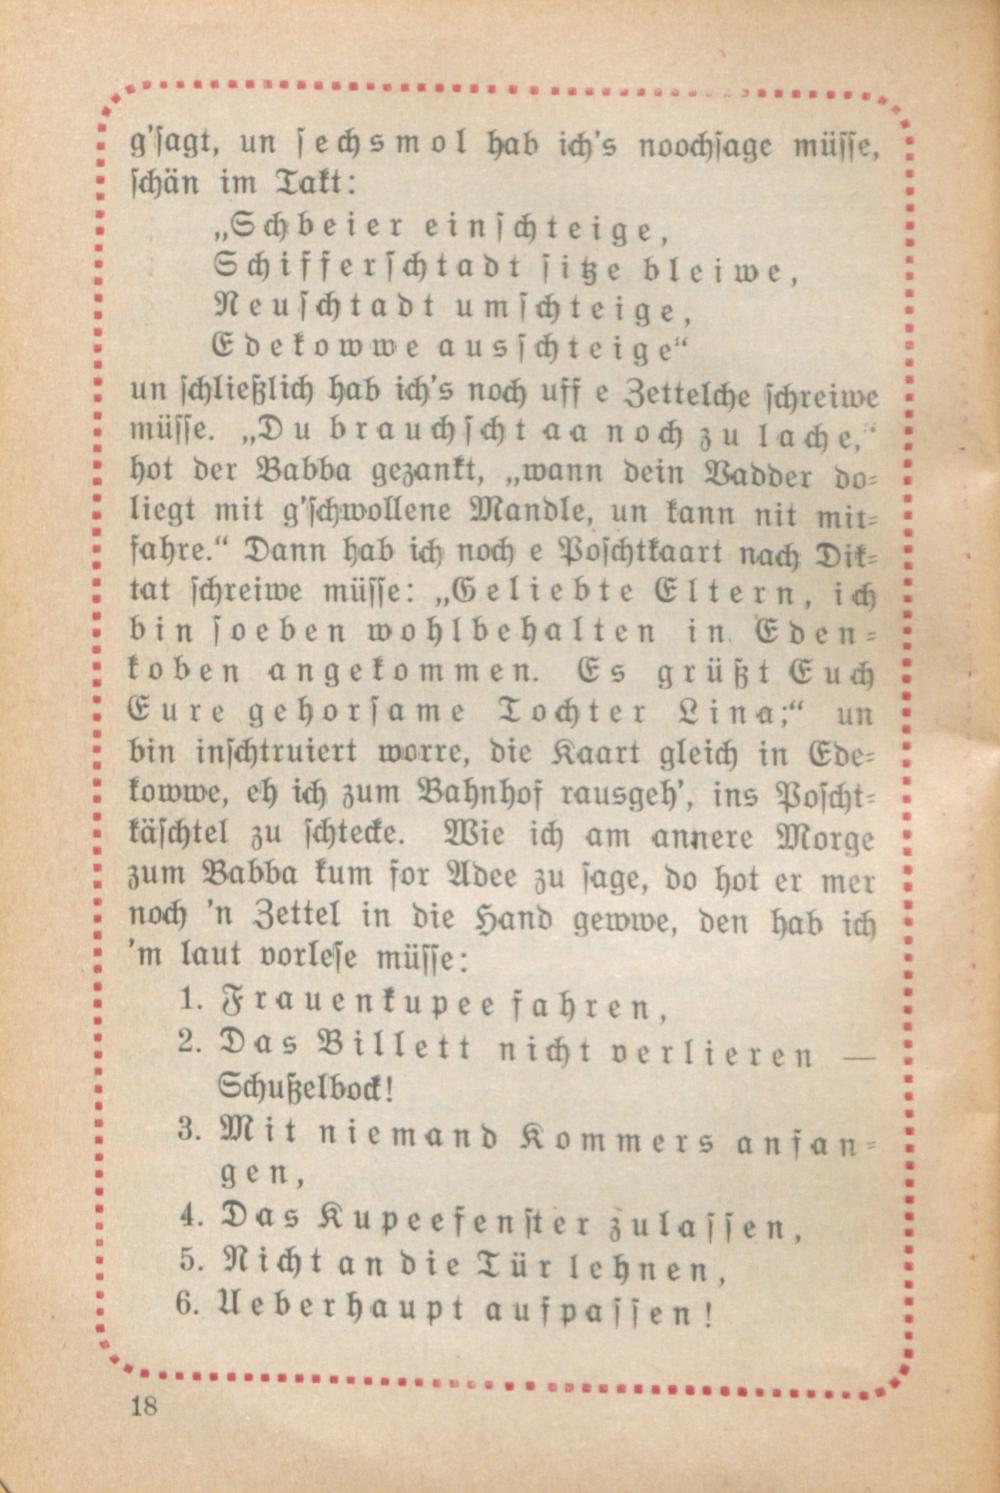 g'sagt, un sechsmol hab ich's noochsage müsse,
schän im Takt:
„Schbeier einschteige,
Schifferschtadt sitze bleiwe,
Neuschtadt umschteige,
Edekowwe ausschteige“
un schließlich hab ich's noch uff e Zettelche schreiwe
müsse. „Du brauchscht aa noch zu lache,“
hot der Babba gezankt, „wann dein Vadder do-
liegt mit g'schwollene Mandle, un kann nit mit-
fahre.“ Dann hab ich noch e Poschtkaart nach Dik-
tat schreiwe müsse: „Geliebte Eltern, ich
bin soeben wohlbehalten in Eden-
koben angekommen. Es grüßt Euch
Eure gehorsame Tochter Lina;“ un
bin inschtruiert worre, die Kaart gleich in Ede-
kowwe, eh ich zum Bahnhof rausgeh', ins Poscht-
käschtel zu schtecke. Wie ich am annere Morge
zum Babba kum for Adee zu sage, do hot er mer
noch 'n Zettel in die Hand gewwe, den hab ich
'm laut vorlese müsse:
1. Frauenkupee fahren,
2. Das Billett nicht verlieren —
Schußelbock!
3. Mit niemand Kommers anfan-
gen,
4. Das Kupeefenster zulassen,
5. Nicht an die Tür lehnen,
6. Ueberhaupt aufpassen!
18